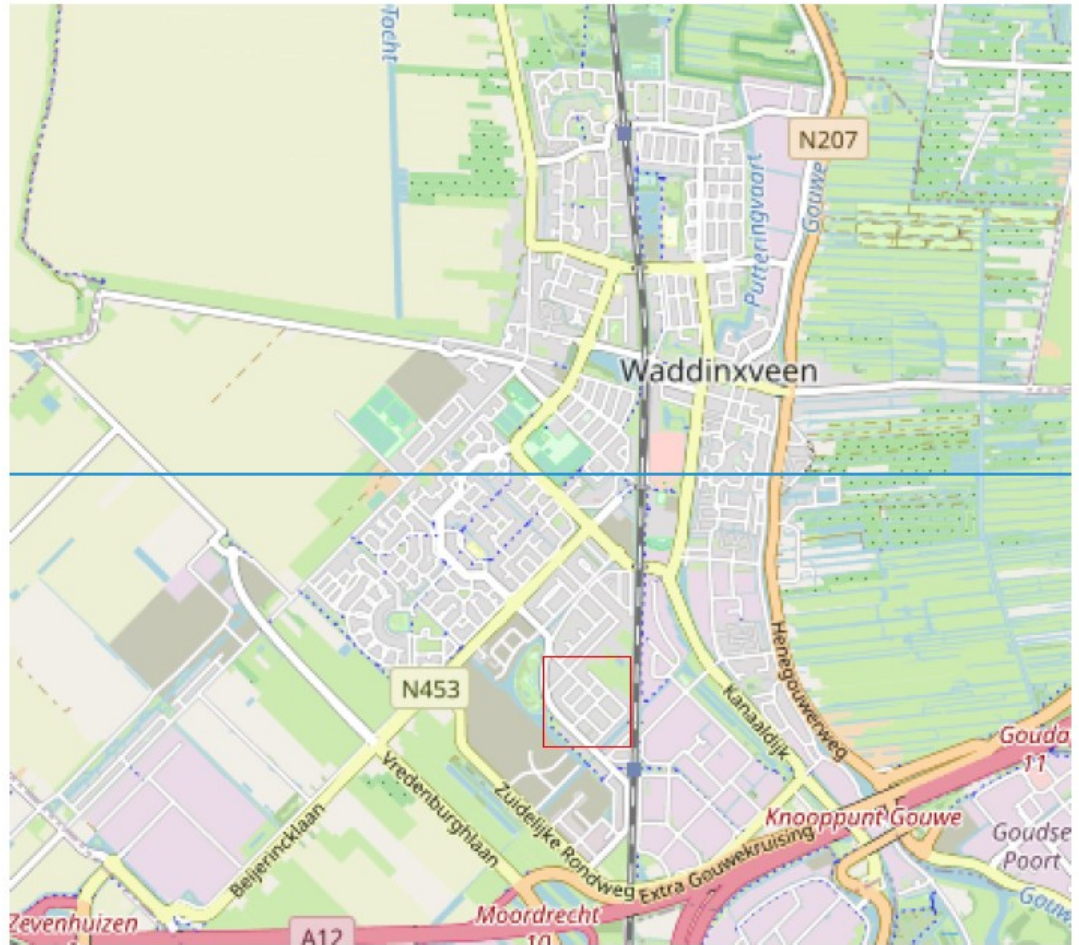 Tocht
N207
Putteringvaart
Gouwe
Waddinxveen
Henegouwerweg
N453
Kanaaldijk
Gouda
11
Vredenburghlaan
Zuidelijke Rondweg
Knooppunt Gouwe
Goudse
Poort
Beijerincklaan
Extra Gouwekruising
Zevenhuizen
Moordrecht
10
A12
Gouw